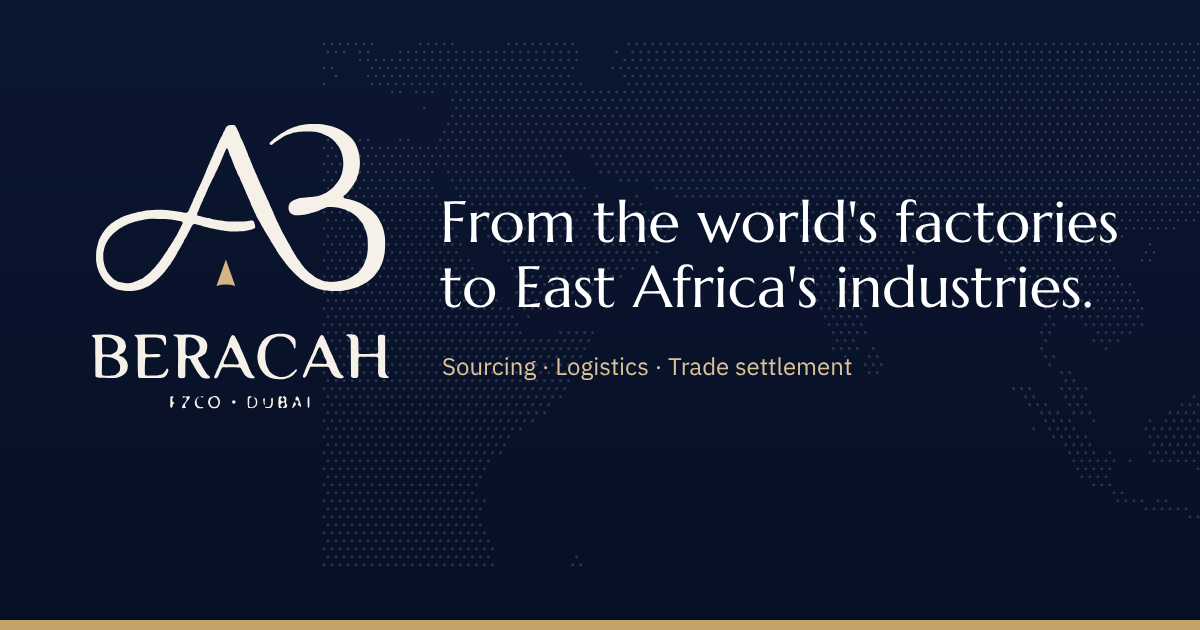 AB
BERACAH
FZCO · DUBAI
From the world's factories
to East Africa's industries.
Sourcing · Logistics · Trade settlement